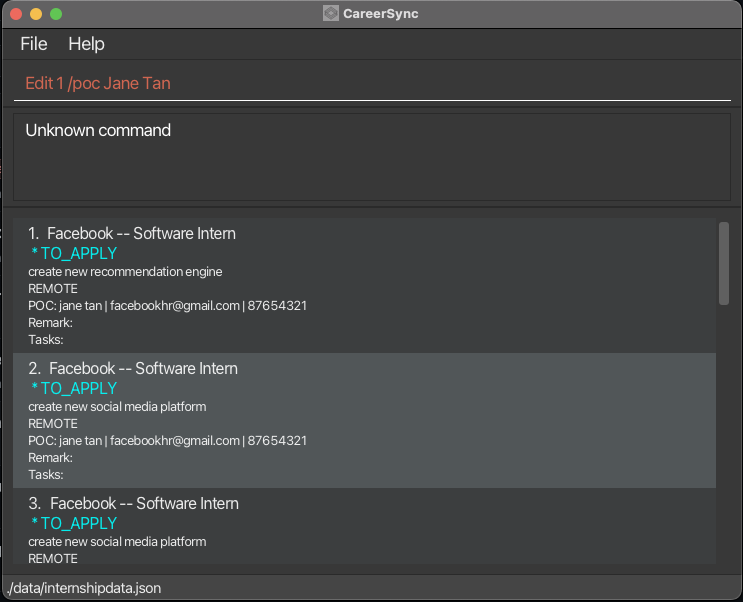 CareerSync
File Help
Edit 1 /poc Jane Tan
Unknown command
1. Facebook -- Software Intern
* TO_APPLY
create new recommendation engine
REMOTE
POC: jane tan | facebookhr@gmail.com | 87654321
Remark:
Tasks:
2. Facebook -- Software Intern
* TO_APPLY
create new social media platform
REMOTE
POC: jane tan | facebookhr@gmail.com | 87654321
Remark:
Tasks:
3. Facebook -- Software Intern
* TO_APPLY
create new social media platform
REMOTE
./data/internshipdata.json